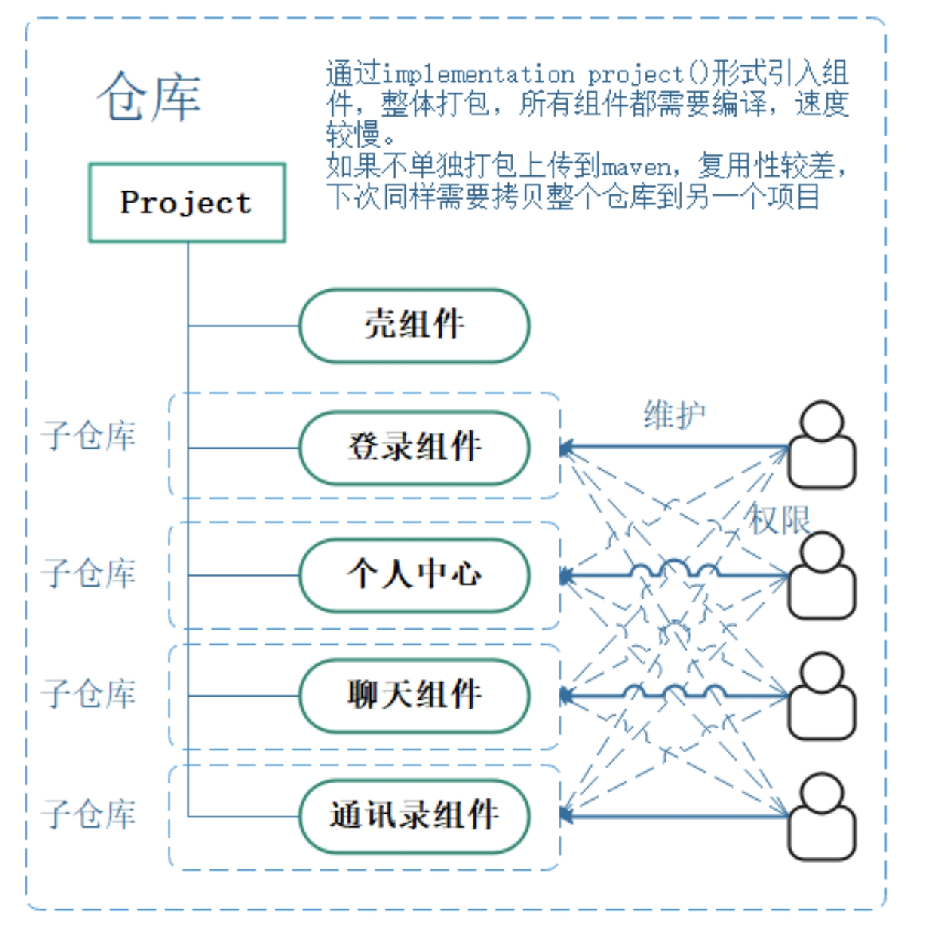 仓库
通过implementation project()形式引入组
件，整体打包，所有组件都需要编译，速度
较慢。
如果不单独打包上传到maven，复用性较差，
下次同样需要拷贝整个仓库到另一个项目
Project
壳组件
子仓库
登录组件
维护
权限
子仓库
个人中心
子仓库
聊天组件
子仓库
通讯录组件